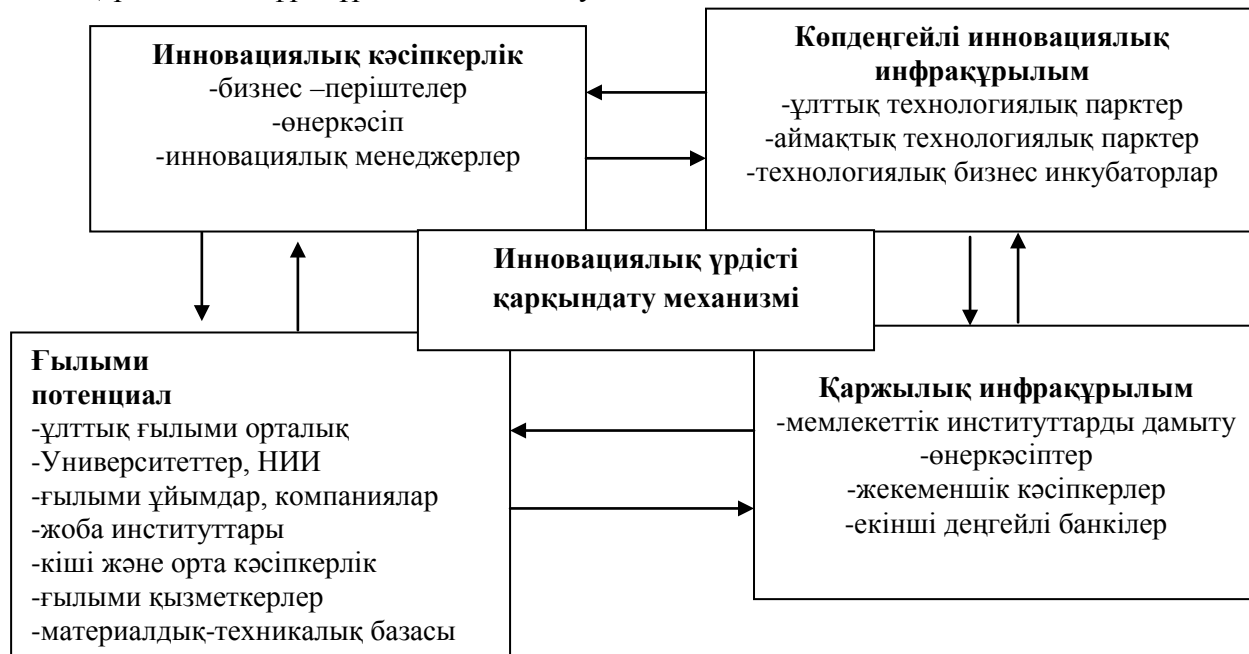 Инновациялық кәсіпкерлік
-бизнес –періштелер
-өнеркәсіп
-инновациялық менеджерлер
Көпдеңгейлі инновациялық
инфрақұрылым
-ұлттық технологиялық парктер
-аймақтық технологиялық парктер
-технологиялық бизнес инкубаторлар
Инновациялық үрдісті
қарқындату механизмі
Ғылыми
потенциал
-ұлттық ғылыми орталық
-Университеттер, НИИ
-ғылыми ұйымдар, компаниялар
-жоба институттары
-кіші және орта кәсіпкерлік
-ғылыми қызметкерлер
-материалдық-техникалық базасы
Қаржылық инфрақұрылым
-мемлекеттік институттарды дамыту
-өнеркәсіптер
-жекеменшік кәсіпкерлер
-екінші деңгейлі банкілер